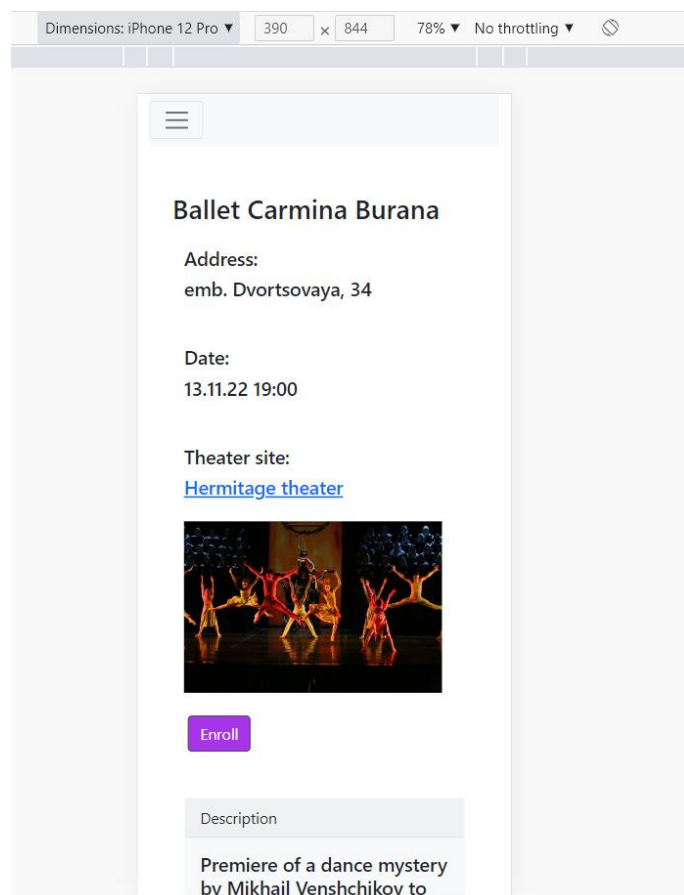 Dimensions: iPhone 12 Pro ▼ 390 × 844 78% ▼ No throttling ▼
Ballet Carmina Burana
Address:
emb. Dvortsovaya, 34
Date:
13.11.22 19:00
Theater site:
Hermitage theater
Enroll
Description
Premiere of a dance mystery
by Mikhail Venshchikov to